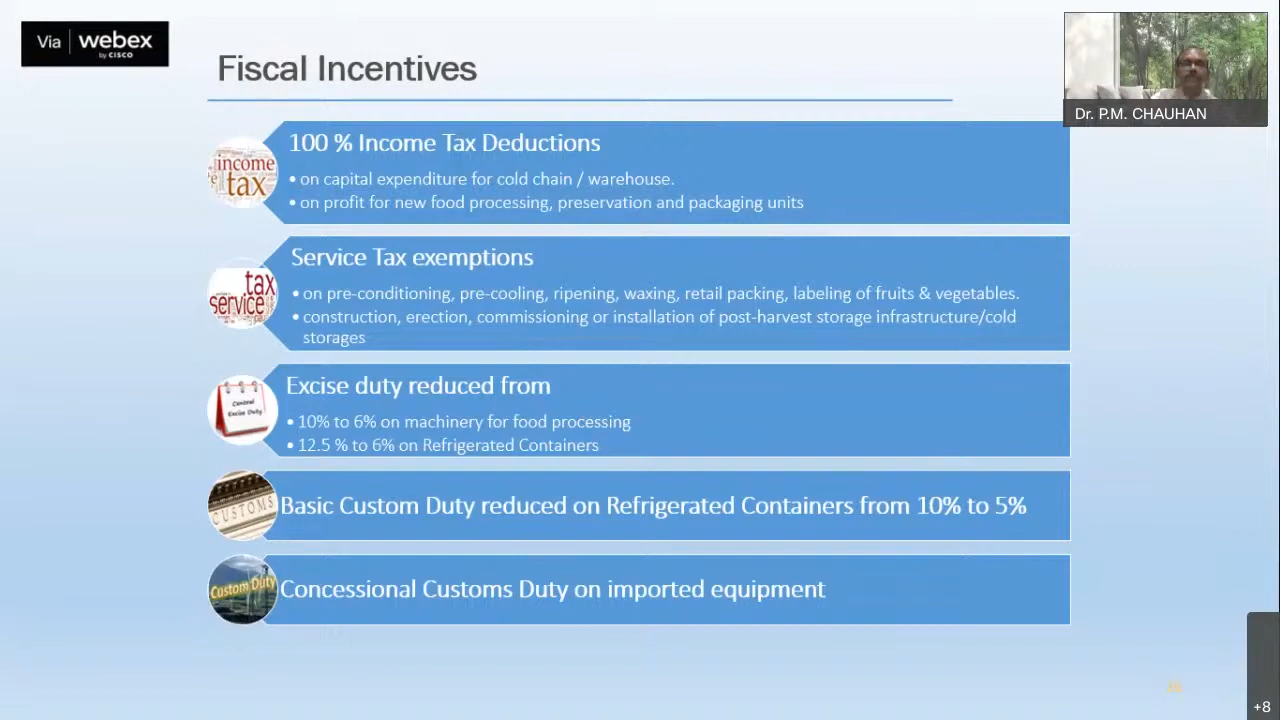 Via | webex
by CISCO
Fiscal Incentives
Dr. P.M. CHAUHAN
100 % Income Tax Deductions
• on capital expenditure for cold chain / warehouse.
• on profit for new food processing, preservation and packaging units
income
tax
Service Tax exemptions
• on pre-conditioning, pre-cooling, ripening, waxing, retail packing, labeling of fruits & vegetables.
• construction, erection, commissioning or installation of post-harvest storage infrastructure/cold
storages
tax
service
Excise duty reduced from
• 10% to 6% on machinery for food processing
• 12.5 % to 6% on Refrigerated Containers
Central
Excise Duty
CUSTOMS
Basic Custom Duty reduced on Refrigerated Containers from 10% to 5%
Custom Duty
Concessional Customs Duty on imported equipment
+8